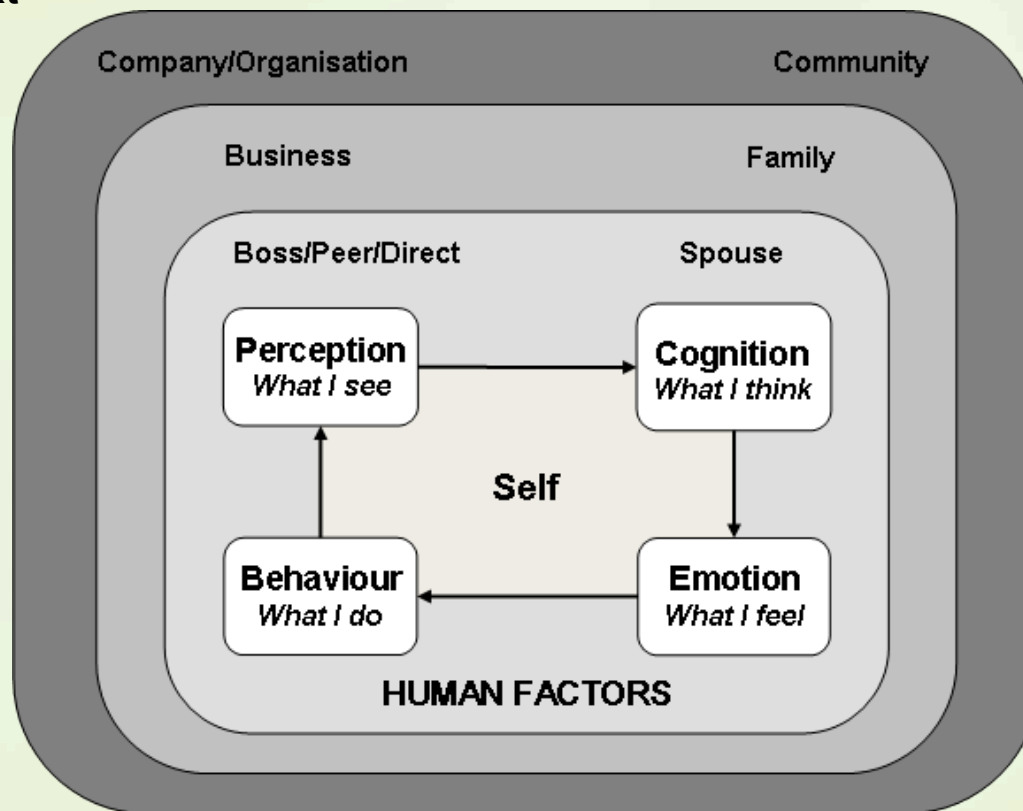 Company/Organisation Community
Business Family
Boss/Peer/Direct Spouse
Perception
What I see
Cognition
What I think
Self
Behaviour
What I do
Emotion
What I feel
HUMAN FACTORS